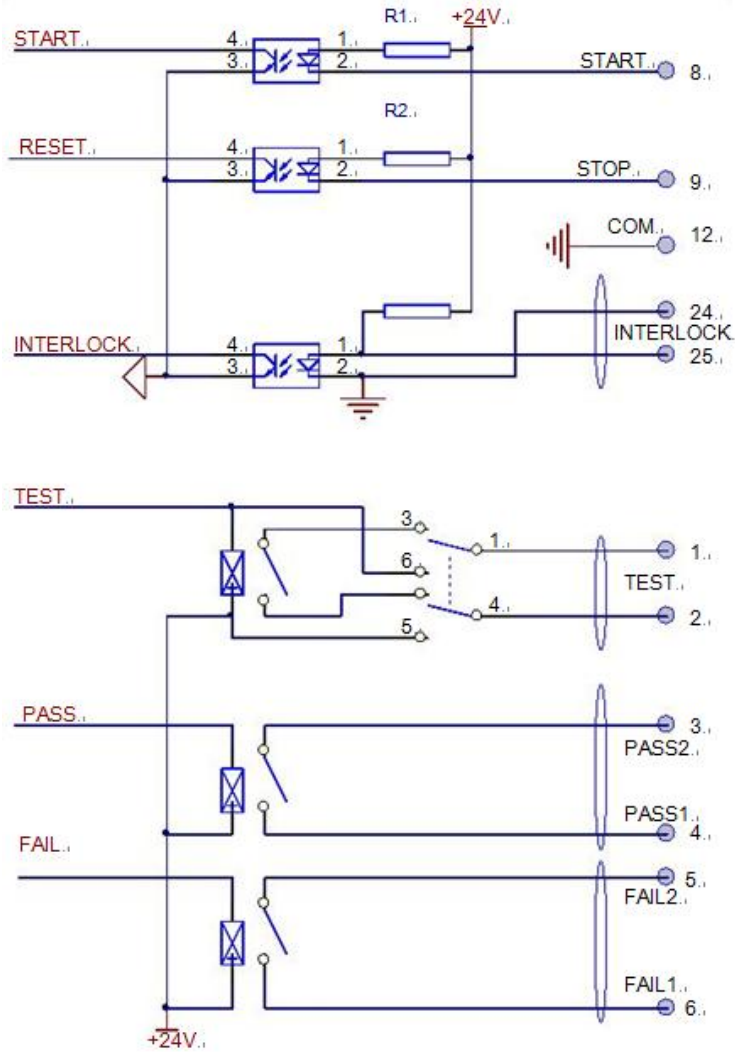 R1.
+24V.
START.
4.
1.
3.
2.
START.
8.
R2.
RESET.
4.
1.
3.
2.
STOP.
9.
COM.
12.
24.
INTERLOCK.
INTERLOCK.
4.
1.
3.
2.
25.
TEST.
3
1.
1.
6
TEST.
4.
2.
5
PASS.
3.
PASS2.
PASS1.
4.
FAIL.
5.
FAIL2.
FAIL1.
6.
+24V.